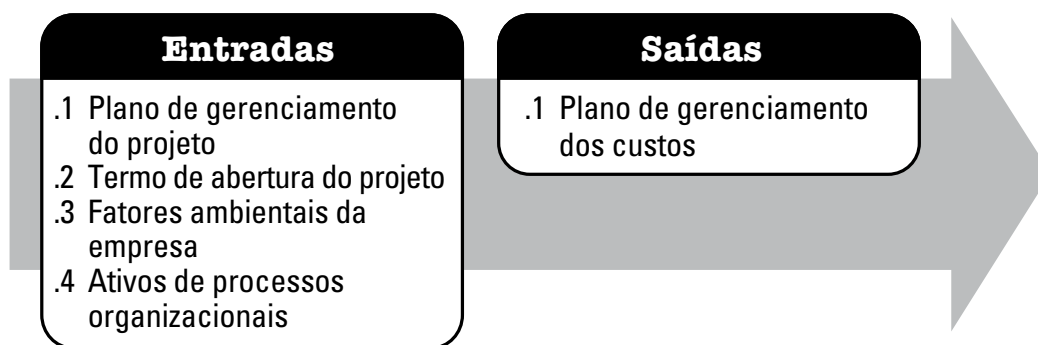 Entradas
.1 Plano de gerenciamento
do projeto
.2 Termo de abertura do projeto
.3 Fatores ambientais da
empresa
.4 Ativos de processos
organizacionais
Saídas
.1 Plano de gerenciamento
dos custos